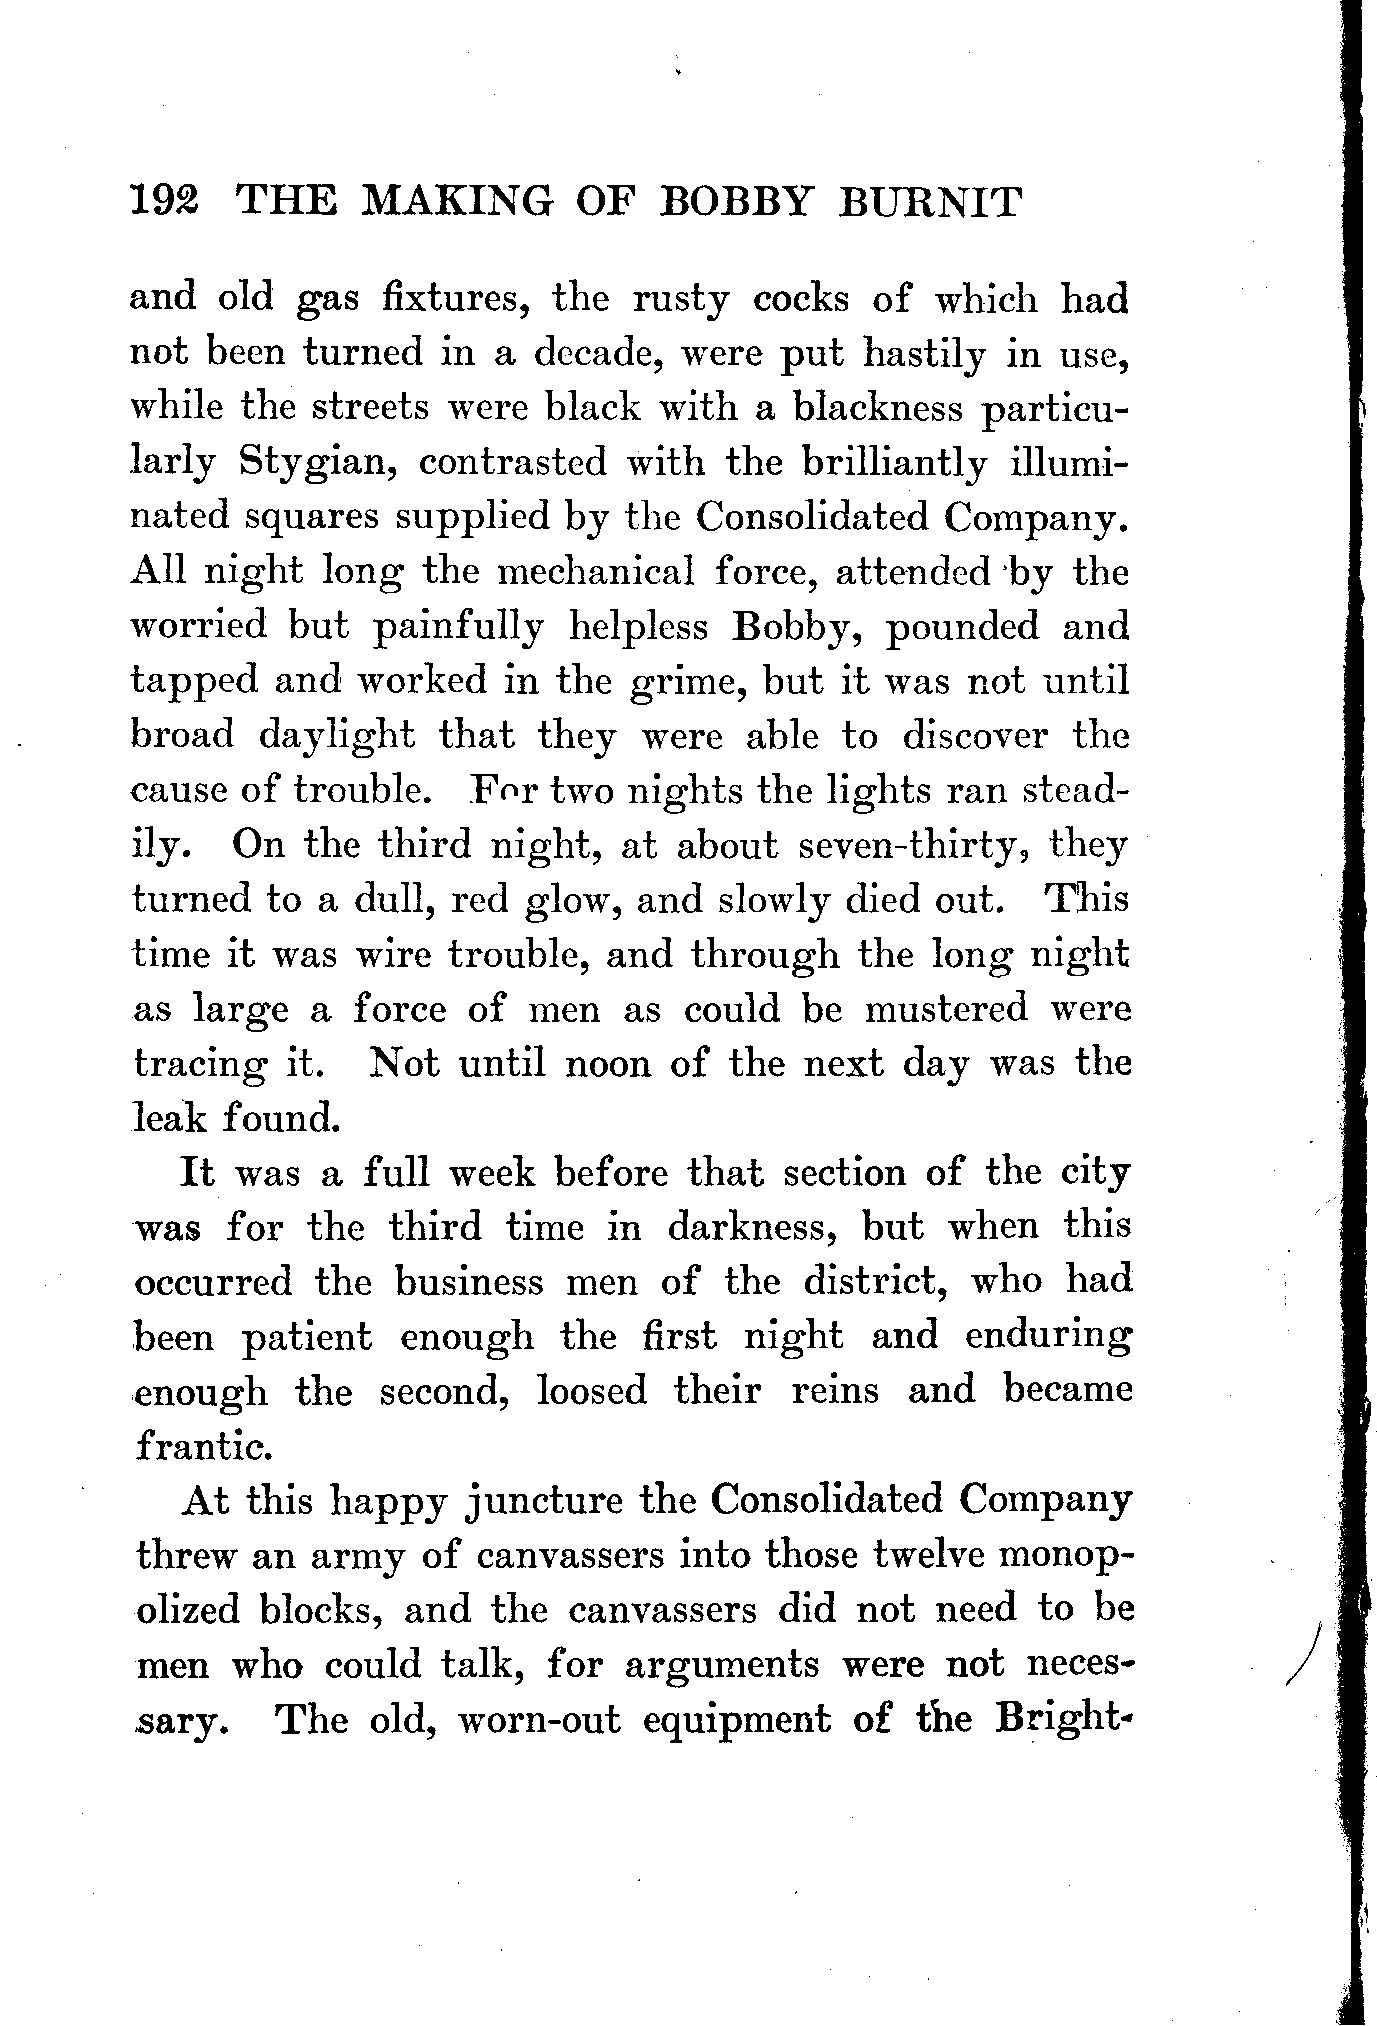 192 THE MAKING OF BOBBY BURNIT
and old gas fixtures, the rusty cocks of which had
not been turned in a decade, were put hastily in use,
while the streets were black with a blackness particu-
larly Stygian, contrasted with the brilliantly illumi-
nated squares supplied by the Consolidated Company.
All night long the mechanical force, attended by the
worried but painfully helpless Bobby, pounded and
tapped and worked in the grime, but it was not until
broad daylight that they were able to discover the
cause of trouble. For two nights the lights ran stead-
ily. On the third night, at about seven-thirty, they
turned to a dull, red glow, and slowly died out. This
time it was wire trouble, and through the long night
as large a force of men as could be mustered were
tracing it. Not until noon of the next day was the
leak found.
It was a full week before that section of the city
was for the third time in darkness, but when this
occurred the business men of the district, who had
been patient enough the first night and enduring
enough the second, loosed their reins and became
frantic.
At this happy juncture the Consolidated Company
threw an army of canvassers into those twelve monop-
olized blocks, and the canvassers did not need to be
men who could talk, for arguments were not neces-
sary. The old, worn-out equipment of the Bright-